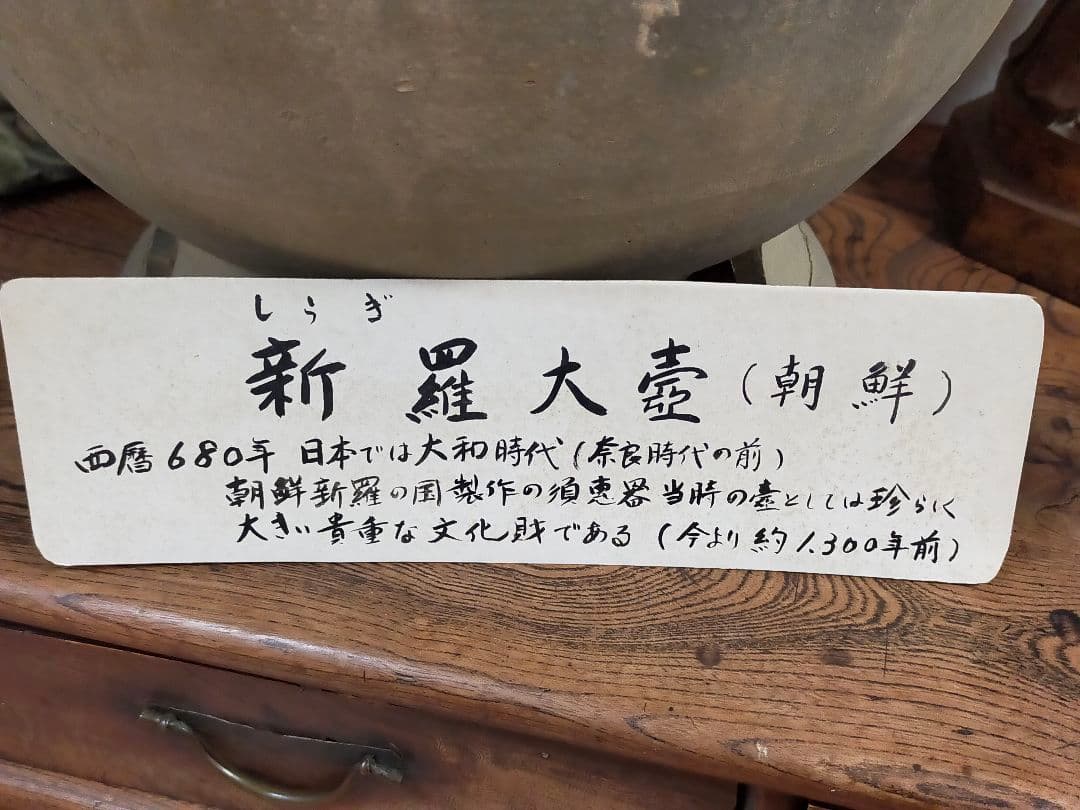 しらぎ
新羅大壺(朝鮮)
西暦680年 日本では大和時代(奈良時代の前)
朝鮮新羅の国製作の須恵器当時の壺としては珍らしく
大きい貴重な文化財である(今より約1.300年前)